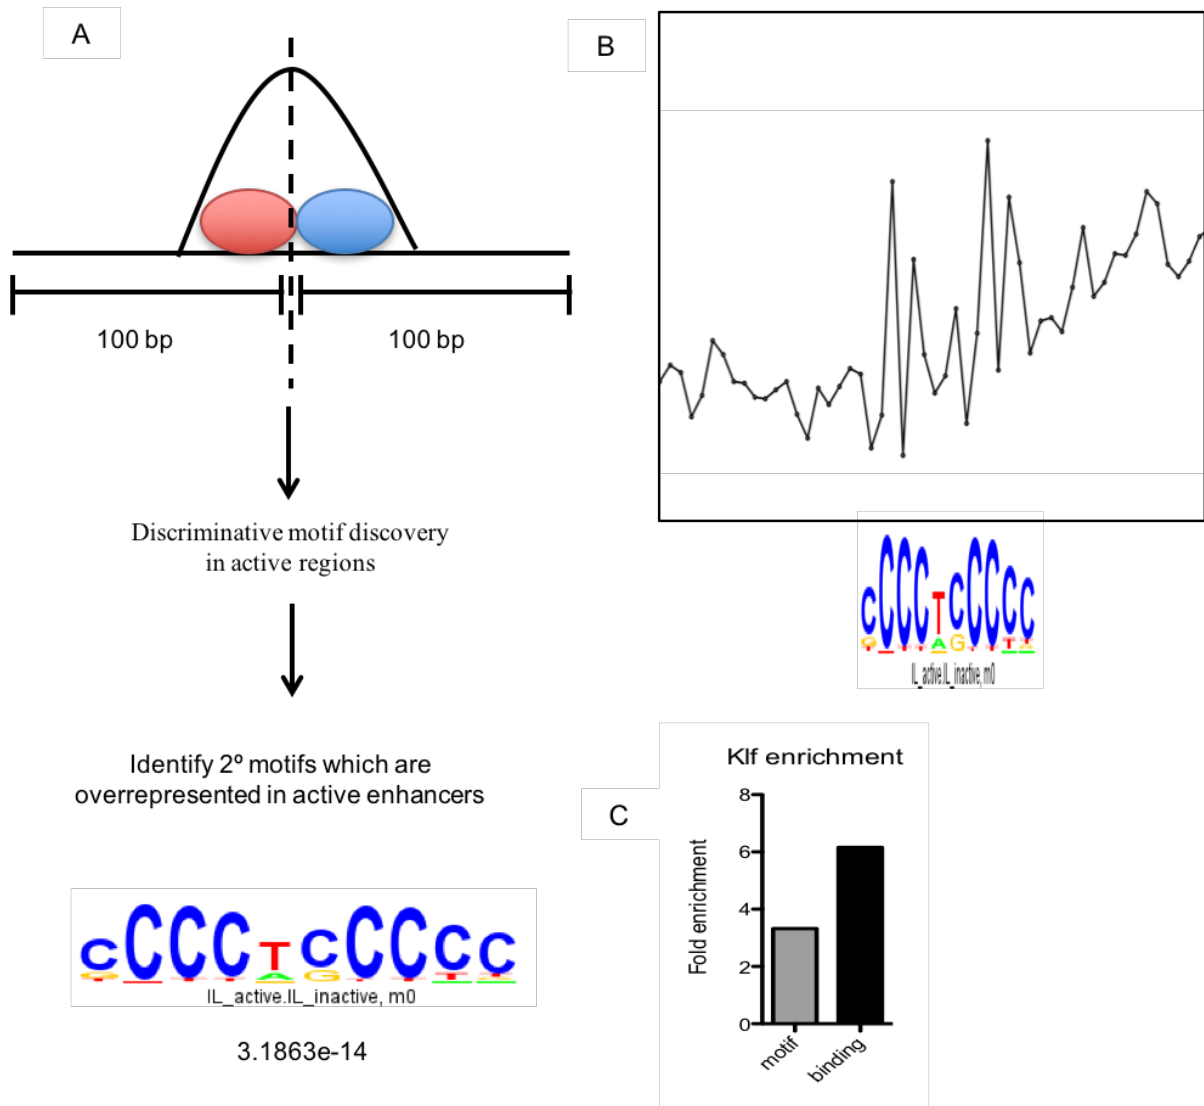 A
100 bp
100 bp
Discriminative motif discovery
in active regions
Identify 2º motifs which are
overrepresented in active enhancers
CCCCTCCCCC
IL_active.IL_inactive, m0
3.1863e-14
B
CCCCTCCCCC
IL_active.IL_inactive, m0
C
Klf enrichment
Fold enrichment
8
6
4
2
0
motif
binding